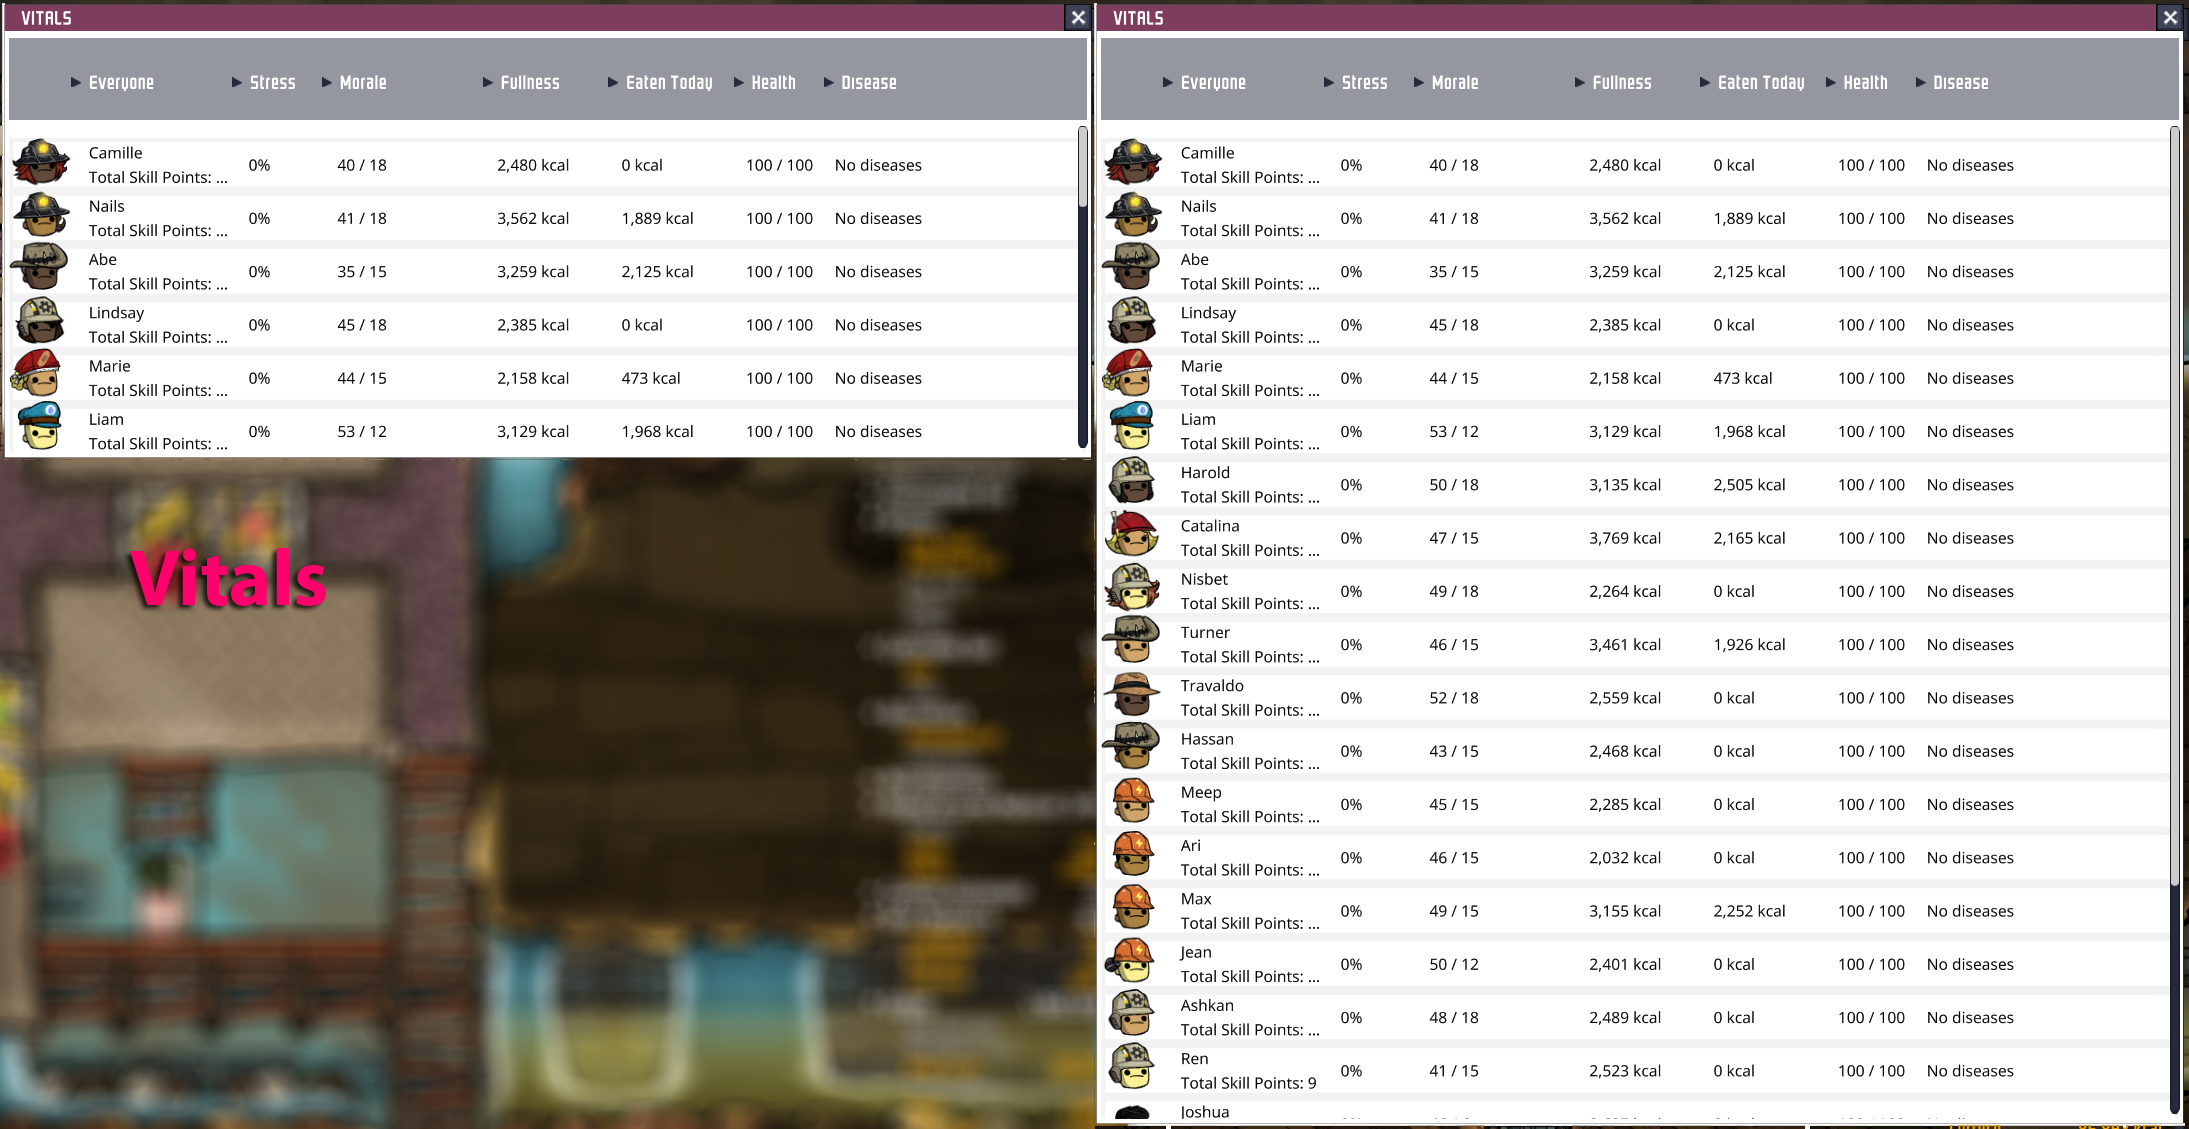 VITALS
Everyone Stress Morale Fullness Eaten Today Health Disease
Camille
Total Skill Points: ... 0% 40 / 18 2,480 kcal 0 kcal 100 / 100 No diseases
Nails
Total Skill Points: ... 0% 41 / 18 3,562 kcal 1,889 kcal 100 / 100 No diseases
Abe
Total Skill Points: ... 0% 35 / 15 3,259 kcal 2,125 kcal 100 / 100 No diseases
Lindsay
Total Skill Points: ... 0% 45 / 18 2,385 kcal 0 kcal 100 / 100 No diseases
Marie
Total Skill Points: ... 0% 44 / 15 2,158 kcal 473 kcal 100 / 100 No diseases
Liam
Total Skill Points: ... 0% 53 / 12 3,129 kcal 1,968 kcal 100 / 100 No diseases
Vitals
VITALS
Everyone Stress Morale Fullness Eaten Today Health Disease
Camille
Total Skill Points: ... 0% 40 / 18 2,480 kcal 0 kcal 100 / 100 No diseases
Nails
Total Skill Points: ... 0% 41 / 18 3,562 kcal 1,889 kcal 100 / 100 No diseases
Abe
Total Skill Points: ... 0% 35 / 15 3,259 kcal 2,125 kcal 100 / 100 No diseases
Lindsay
Total Skill Points: ... 0% 45 / 18 2,385 kcal 0 kcal 100 / 100 No diseases
Marie
Total Skill Points: ... 0% 44 / 15 2,158 kcal 473 kcal 100 / 100 No diseases
Liam
Total Skill Points: ... 0% 53 / 12 3,129 kcal 1,968 kcal 100 / 100 No diseases
Harold
Total Skill Points: ... 0% 50 / 18 3,135 kcal 2,505 kcal 100 / 100 No diseases
Catalina
Total Skill Points: ... 0% 47 / 15 3,769 kcal 2,165 kcal 100 / 100 No diseases
Nisbet
Total Skill Points: ... 0% 49 / 18 2,264 kcal 0 kcal 100 / 100 No diseases
Turner
Total Skill Points: ... 0% 46 / 15 3,461 kcal 1,926 kcal 100 / 100 No diseases
Travaldo
Total Skill Points: ... 0% 52 / 18 2,559 kcal 0 kcal 100 / 100 No diseases
Hassan
Total Skill Points: ... 0% 43 / 15 2,468 kcal 0 kcal 100 / 100 No diseases
Meep
Total Skill Points: ... 0% 45 / 15 2,285 kcal 0 kcal 100 / 100 No diseases
Ari
Total Skill Points: ... 0% 46 / 15 2,032 kcal 0 kcal 100 / 100 No diseases
Max
Total Skill Points: ... 0% 49 / 15 3,155 kcal 2,252 kcal 100 / 100 No diseases
Jean
Total Skill Points: ... 0% 50 / 12 2,401 kcal 0 kcal 100 / 100 No diseases
Ashkan
Total Skill Points: ... 0% 48 / 18 2,489 kcal 0 kcal 100 / 100 No diseases
Ren
Total Skill Points: 9 0% 41 / 15 2,523 kcal 0 kcal 100 / 100 No diseases
Joshua